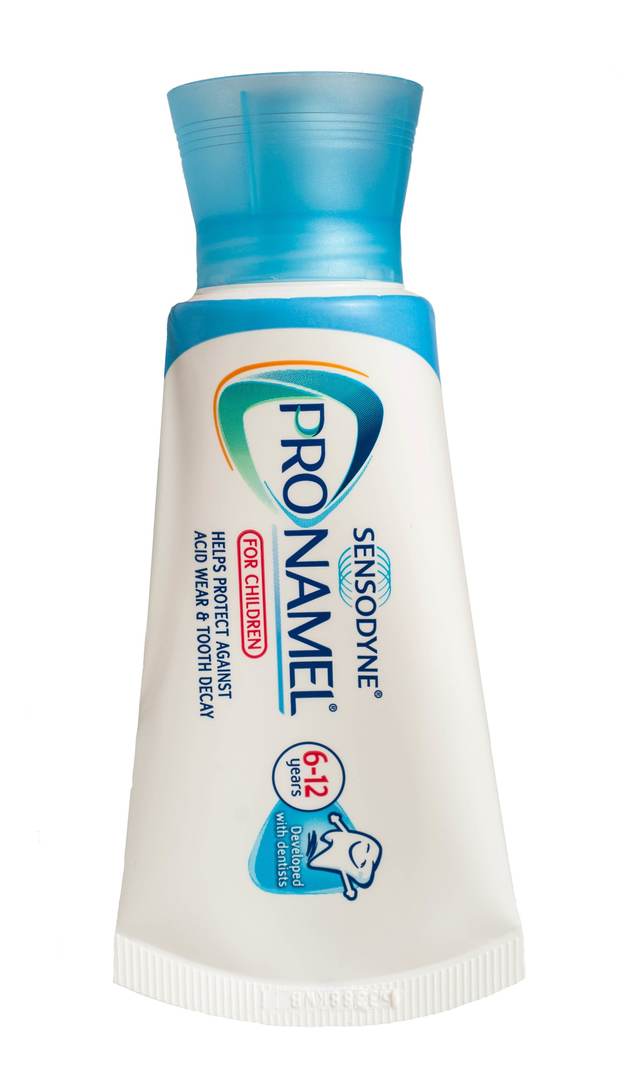 SENSODYNE®
PRONAMEL®
FOR CHILDREN
HELPS PROTECT AGAINST
ACID WEAR & TOOTH DECAY
6-12
years
Developed
with dentists